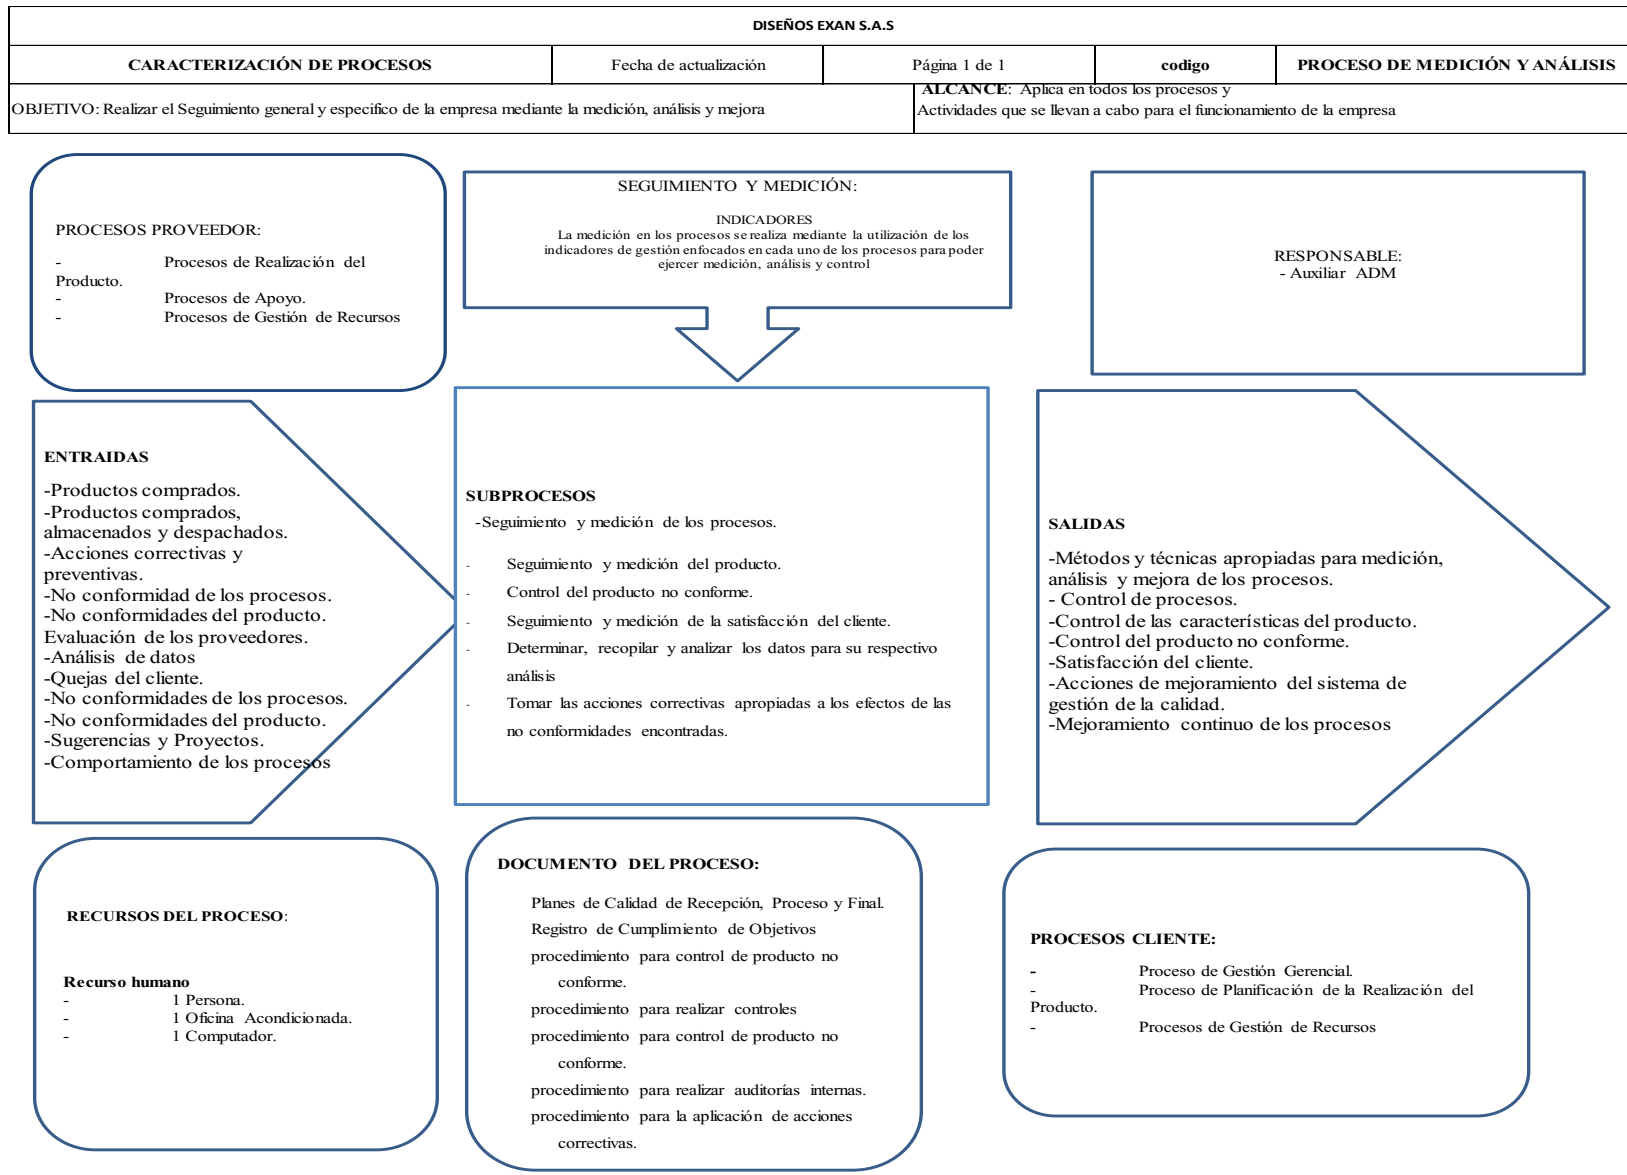 DISEÑOS EXAN S.A.S
CARACTERIZACIÓN DE PROCESOS
Fecha de actualización
Página 1 de 1
codigo
PROCESO DE MEDICIÓN Y ANÁLISIS
OBJETIVO: Realizar el Seguimiento general y especifico de la empresa mediante la medición, análisis y mejora
ALCANCE: Aplica en todos los procesos y
Actividades que se llevan a cabo para el funcionamiento de la empresa
PROCESOS PROVEEDOR:
- Procesos de Realización del
Producto.
- Procesos de Apoyo.
- Procesos de Gestión de Recursos
SEGUIMIENTO Y MEDICIÓN:
INDICADORES
La medición en los procesos se realiza mediante la utilización de los
indicadores de gestión enfocados en cada uno de los procesos para poder
ejercer medición, análisis y control
RESPONSABLE:
- Auxiliar ADM
ENTRAIDAS
-Productos comprados.
-Productos comprados,
almacenados y despachados.
-Acciones correctivas y
preventivas.
-No conformidad de los procesos.
-No conformidades del producto.
Evaluación de los proveedores.
-Análisis de datos
-Quejas del cliente.
-No conformidades de los procesos.
-No conformidades del producto.
-Sugerencias y Proyectos.
-Comportamiento de los procesos
SUBPROCESOS
-Seguimiento y medición de los procesos.
- Seguimiento y medición del producto.
- Control del producto no conforme.
- Seguimiento y medición de la satisfacción del cliente.
- Determinar, recopilar y analizar los datos para su respectivo
análisis
- Tomar las acciones correctivas apropiadas a los efectos de las
no conformidades encontradas.
SALIDAS
-Métodos y técnicas apropiadas para medición,
análisis y mejora de los procesos.
- Control de procesos.
-Control de las características del producto.
-Control del producto no conforme.
-Satisfacción del cliente.
-Acciones de mejoramiento del sistema de
gestión de la calidad.
-Mejoramiento continuo de los procesos
RECURSOS DEL PROCESO:
Recurso humano
- 1 Persona.
- 1 Oficina Acondicionada.
- 1 Computador.
DOCUMENTO DEL PROCESO:
Planes de Calidad de Recepción, Proceso y Final.
Registro de Cumplimiento de Objetivos
procedimiento para control de producto no
conforme.
procedimiento para realizar controles
procedimiento para control de producto no
conforme.
procedimiento para realizar auditorías internas.
procedimiento para la aplicación de acciones
correctivas.
PROCESOS CLIENTE:
- Proceso de Gestión Gerencial.
- Proceso de Planificación de la Realización del
Producto.
- Procesos de Gestión de Recursos